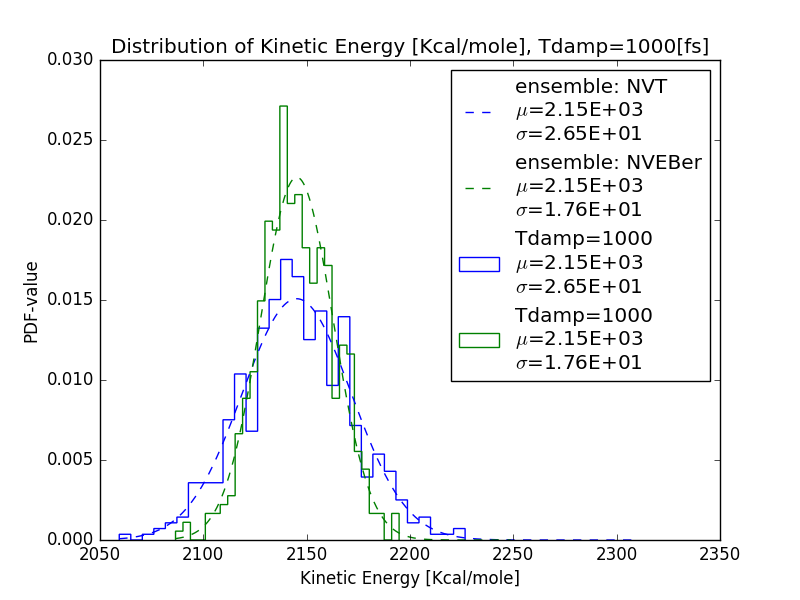 Distribution of Kinetic Energy [Kcal/mole], Tdamp=1000[fs]
0.030
0.025
0.020
0.015
0.010
0.005
0.000
PDF-value
ensemble: NVT
μ=2.15E+03
σ=2.65E+01
ensemble: NVEBer
μ=2.15E+03
σ=1.76E+01
Tdamp=1000
μ=2.15E+03
σ=2.65E+01
Tdamp=1000
μ=2.15E+03
σ=1.76E+01
2050 2100 2150 2200 2250 2300 2350
Kinetic Energy [Kcal/mole]